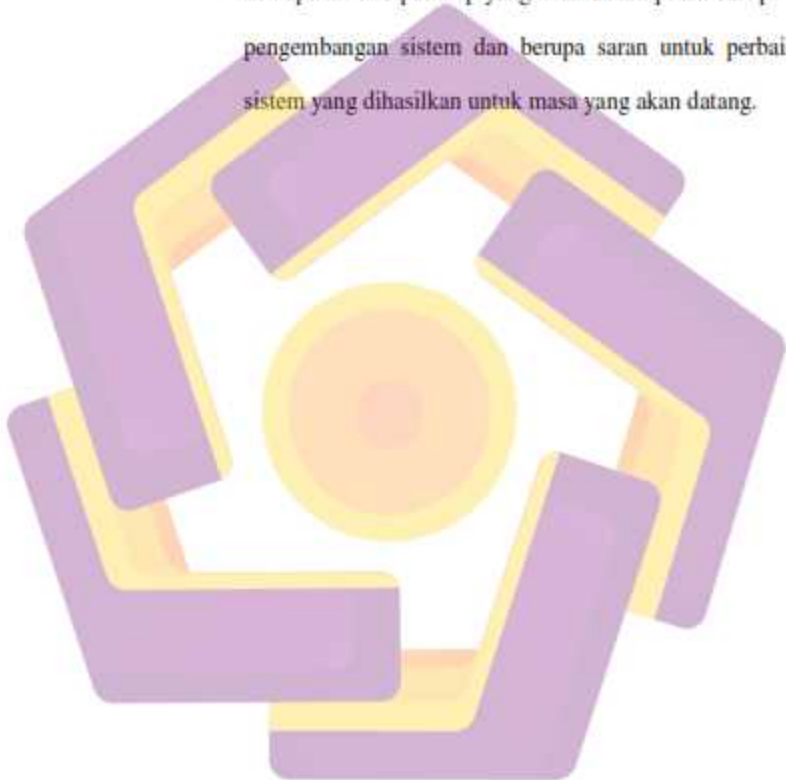 pengembangan sistem dan berupa saran untuk perbai
sistem yang dihasilkan untuk masa yang akan datang.